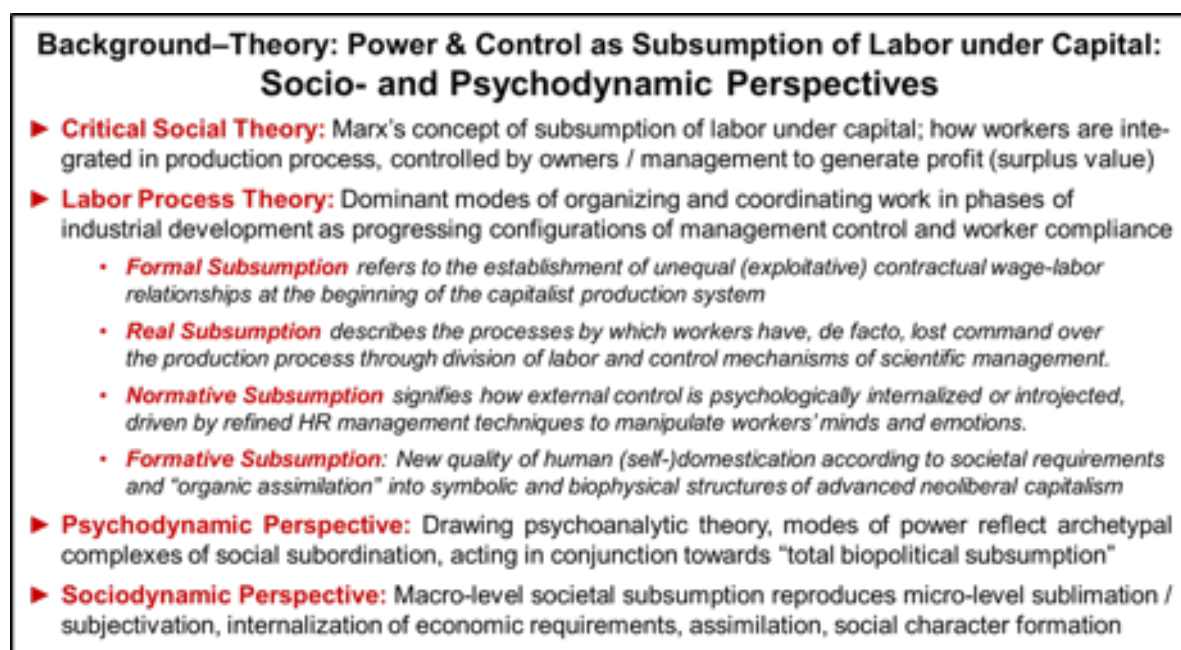 Background–Theory: Power & Control as Subsumption of Labor under Capital:
Socio- and Psychodynamic Perspectives
► Critical Social Theory: Marx's concept of subsumption of labor under capital; how workers are inte-
grated in production process, controlled by owners / management to generate profit (surplus value)
► Labor Process Theory: Dominant modes of organizing and coordinating work in phases of
industrial development as progressing configurations of management control and worker compliance
• Formal Subsumption refers to the establishment of unequal (exploitative) contractual wage-labor
relationships at the beginning of the capitalist production system
• Real Subsumption describes the processes by which workers have, de facto, lost command over
the production process through division of labor and control mechanisms of scientific management.
• Normative Subsumption signifies how external control is psychologically internalized or introjected,
driven by refined HR management techniques to manipulate workers' minds and emotions.
• Formative Subsumption: New quality of human (self-)domestication according to societal requirements
and “organic assimilation” into symbolic and biophysical structures of advanced neoliberal capitalism
► Psychodynamic Perspective: Drawing psychoanalytic theory, modes of power reflect archetypal
complexes of social subordination, acting in conjunction towards “total biopolitical subsumption”
► Sociodynamic Perspective: Macro-level societal subsumption reproduces micro-level sublimation /
subjectivation, internalization of economic requirements, assimilation, social character formation